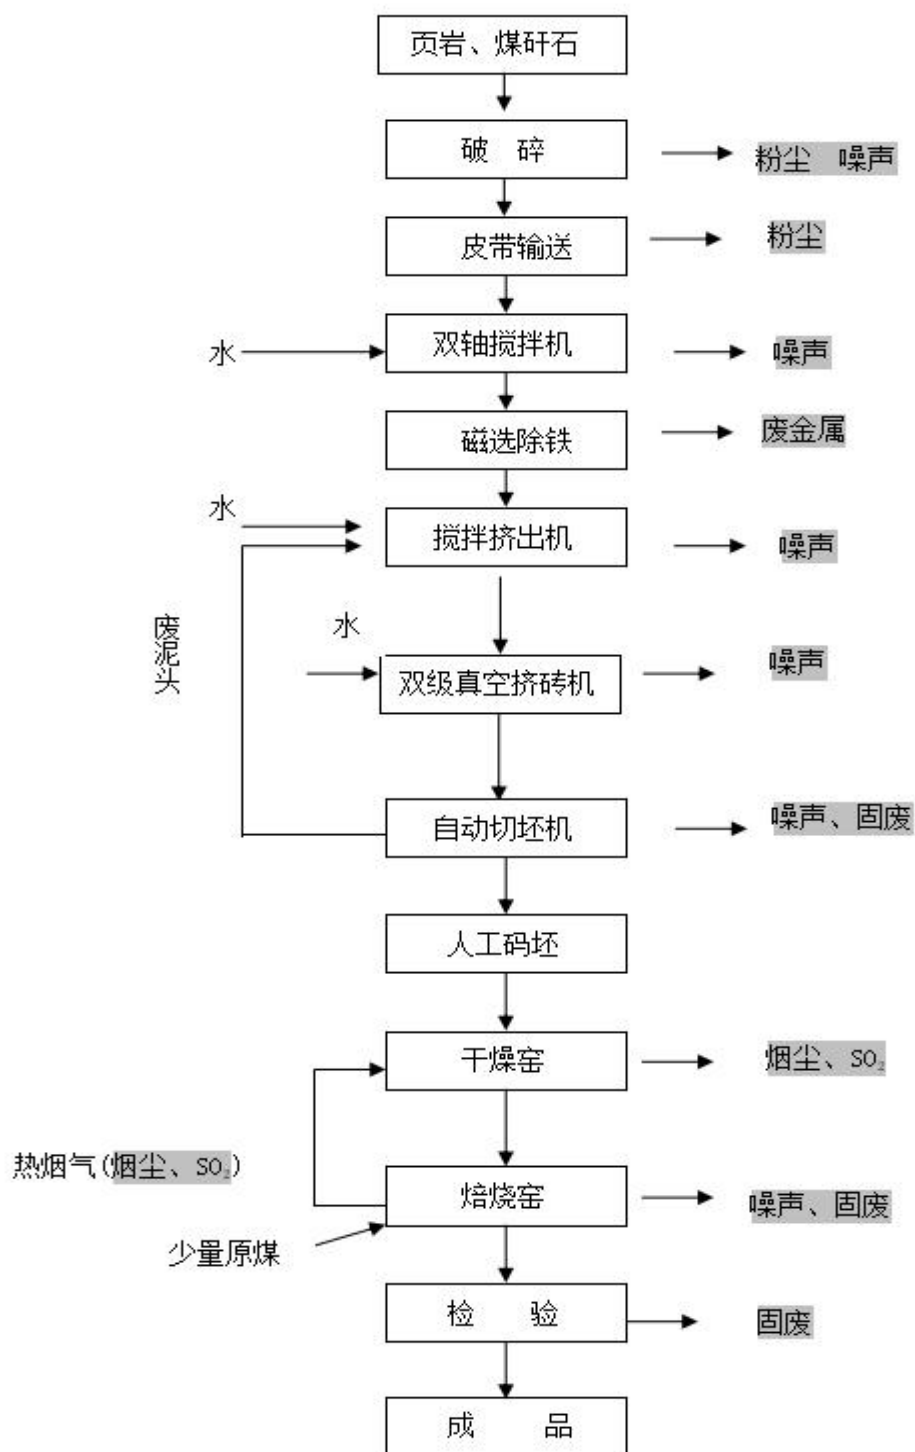 页岩、煤矸石
破 碎
粉尘 噪声
皮带输送
粉尘
水
双轴搅拌机
噪声
磁选除铁
废金属
水
搅拌挤出机
噪声
废泥头
水
双级真空挤砖机
噪声
自动切坯机
噪声、固废
人工码坯
干燥窑
烟尘、SO₂
热烟气(烟尘、SO₂)
焙烧窑
噪声、固废
少量原煤
检 验
固废
成 品